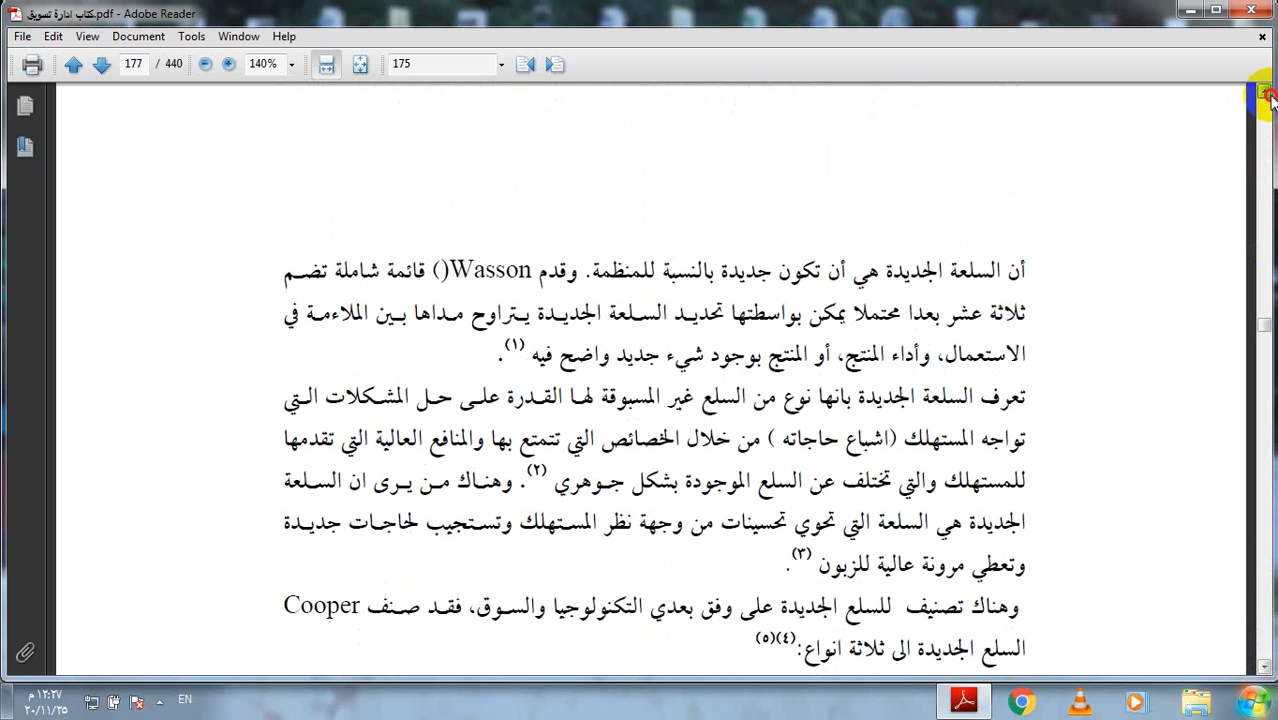 كتاب ادارة تسويق.pdf - Adobe Reader
File Edit View Document Tools Window Help
177 / 440 140% 175
أن السلعة الجديدة هي أن تكون جديدة بالنسبة للمنظمة. وقدم Wasson() قائمة شاملة تضم
ثلاثة عشر بعدا محتملا يمكن بواسطتها تحديد السلعة الجديدة يتراوح مداها بين الملاءمة في
الاستعمال، وأداء المنتج، أو المنتج بوجود شيء جديد واضح فيه (١).
تعرف السلعة الجديدة بانها نوع من السلع غير المسبوقة لها القدرة على حل المشكلات التي
تواجه المستهلك (اشباع حاجاته ) من خلال الخصائص التي تتمتع بها والمنافع العالية التي تقدمها
للمستهلك والتي تختلف عن السلع الموجودة بشكل جوهري (٢). وهناك من يرى ان السلعة
الجديدة هي السلعة التي تحوي تحسينات من وجهة نظر المستهلك وتستجيب لحاجات جديدة
وتعطي مرونة عالية للزبون (٣).
وهناك تصنيف للسلع الجديدة على وفق بعدي التكنولوجيا والسوق، فقد صنف Cooper
السلع الجديدة الى ثلاثة انواع:(٤)(٥)
١٢:٢٧ م
٢٠/١١/٢٥
EN